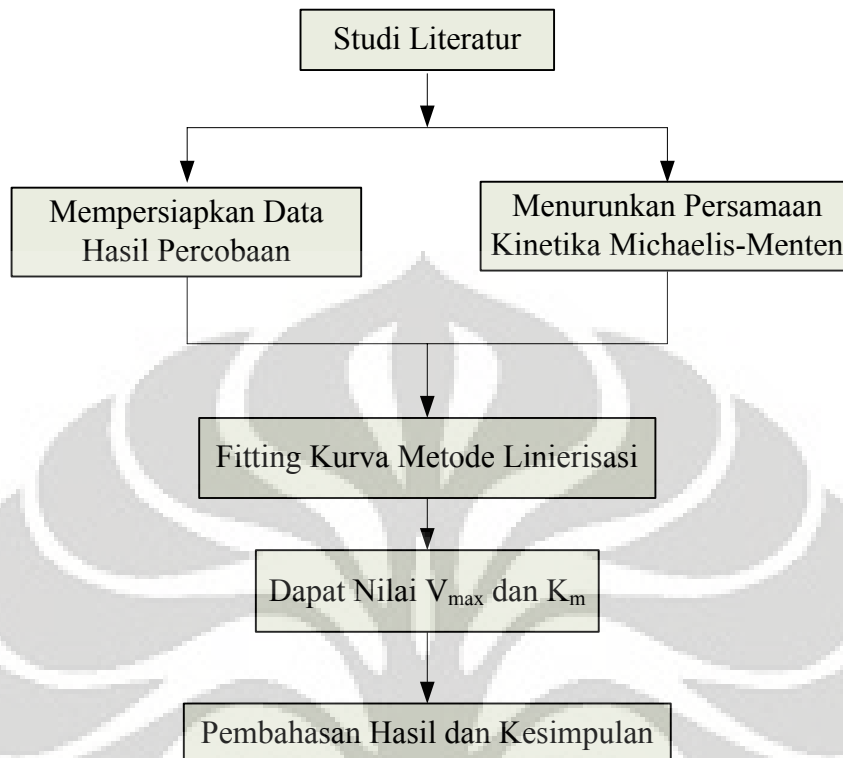 Studi Literatur
Mempersiapkan Data
Hasil Percobaan
Menurunkan Persamaan
Kinetika Michaelis-Menten
Fitting Kurva Metode Linierisasi
Dapat Nilai Vmax dan Km
Pembahasan Hasil dan Kesimpulan